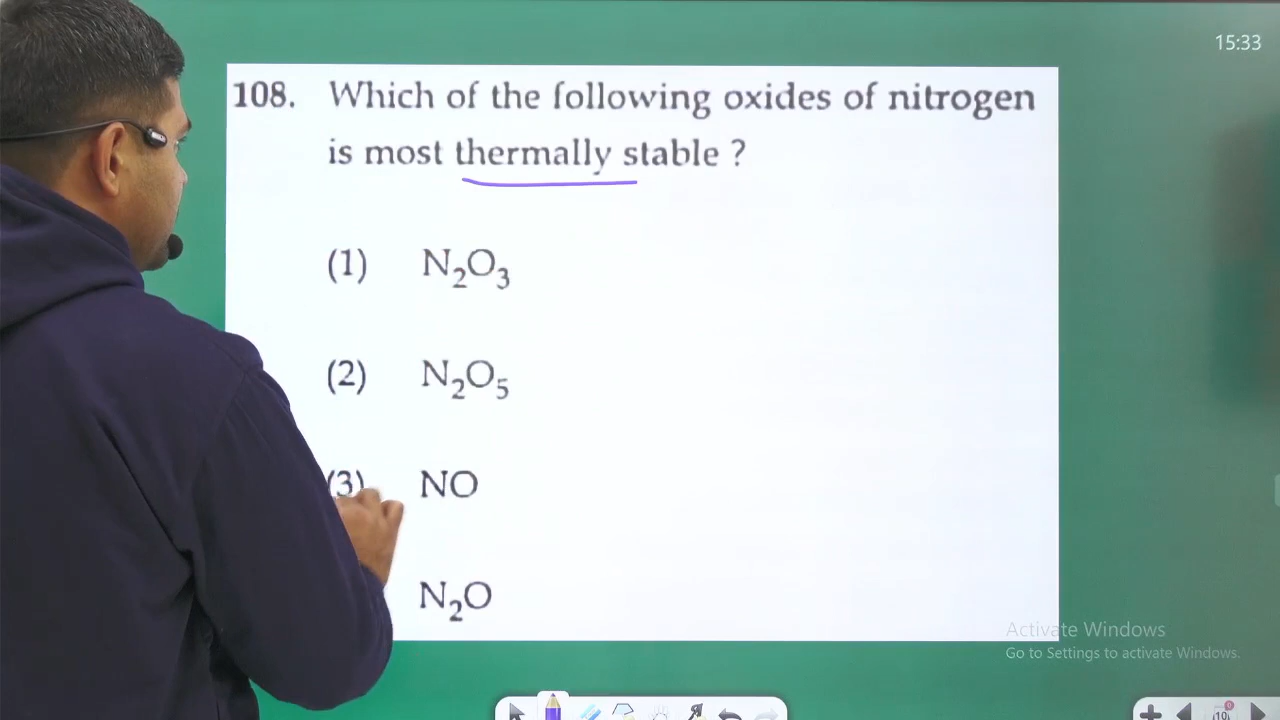 15:33
108. Which of the following oxides of nitrogen
is most thermally stable ?
(1) N₂O₃
(2) N₂O₅
(3) NO
N₂O
Activate Windows
Go to Settings to activate Windows.